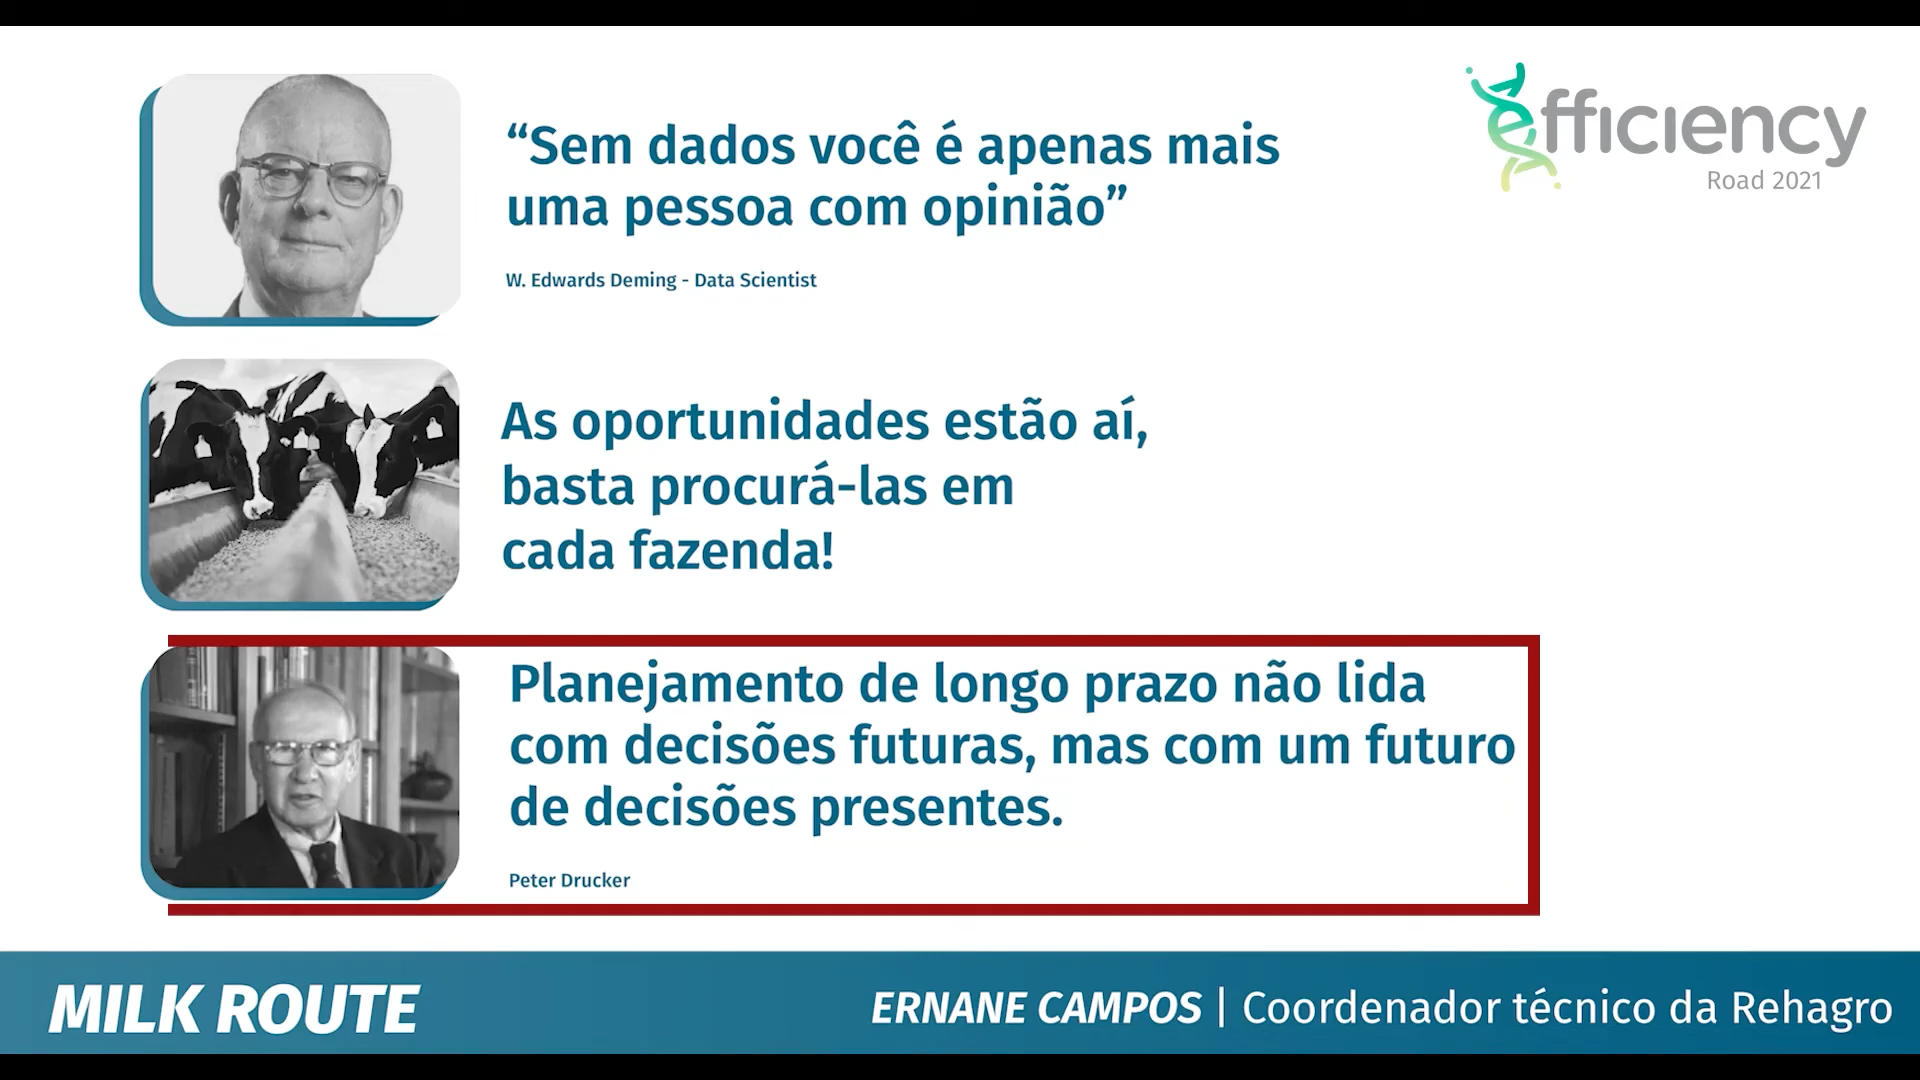 “Sem dados você é apenas mais
uma pessoa com opinião”
W. Edwards Deming - Data Scientist
efficiency
Road 2021
As oportunidades estão aí,
basta procurá-las em
cada fazenda!
Planejamento de longo prazo não lida
com decisões futuras, mas com um futuro
de decisões presentes.
Peter Drucker
MILK ROUTE
ERNANE CAMPOS | Coordenador técnico da Rehagro